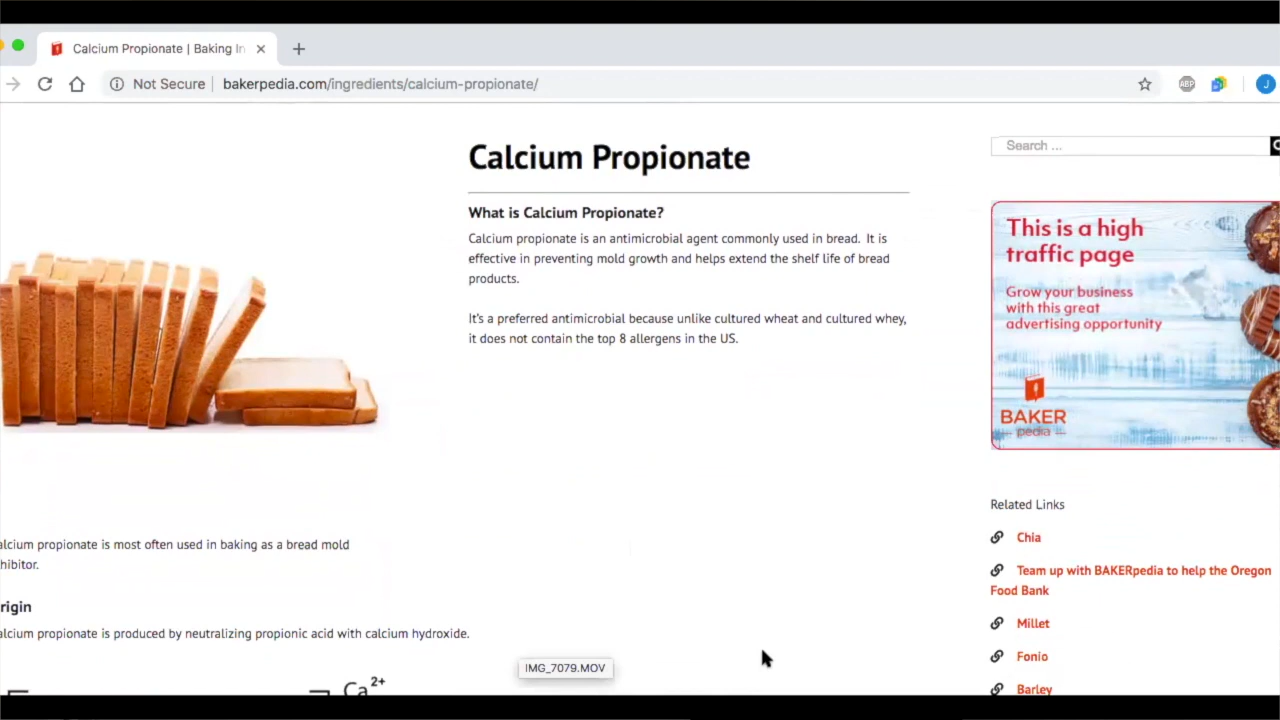 Calcium Propionate | Baking In
Not Secure
bakerpedia.com/ingredients/calcium-propionate/
ABP
J
Calcium Propionate
What is Calcium Propionate?
Calcium propionate is an antimicrobial agent commonly used in bread. It is
effective in preventing mold growth and helps extend the shelf life of bread
products.
It's a preferred antimicrobial because unlike cultured wheat and cultured whey,
it does not contain the top 8 allergens in the US.
alcium propionate is most often used in baking as a bread mold
hibitor.
rigin
alcium propionate is produced by neutralizing propionic acid with calcium hydroxide.
Ca 2+
IMG_7079.MOV
Search ...
This is a high
traffic page
Grow your business
with this great
advertising opportunity
BAKER
pedia
Related Links
Chia
Team up with BAKERpedia to help the Oregon
Food Bank
Millet
Fonio
Barley